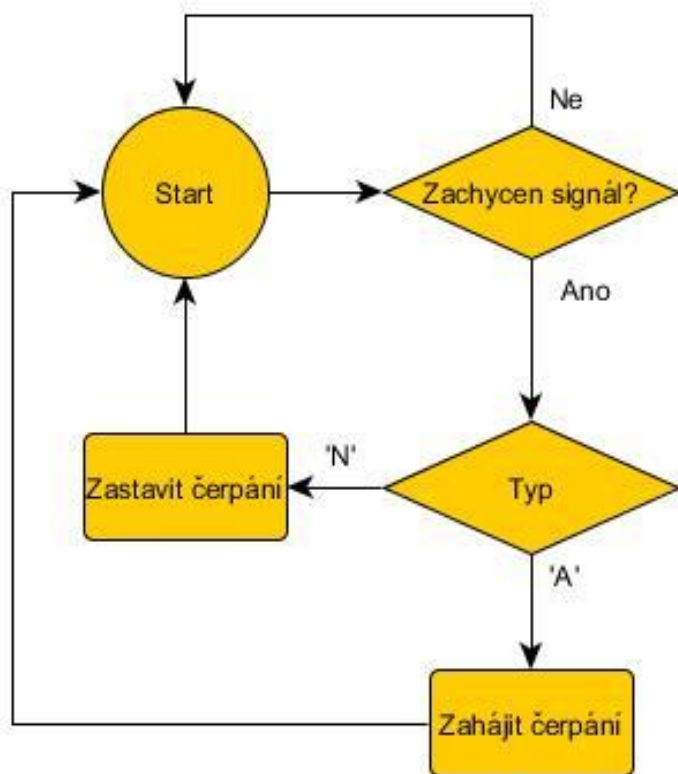 Ne
Start
Zachycen signál?
Ano
'N'
Zastavit čerpání
Typ
'A'
Zahájit čerpání